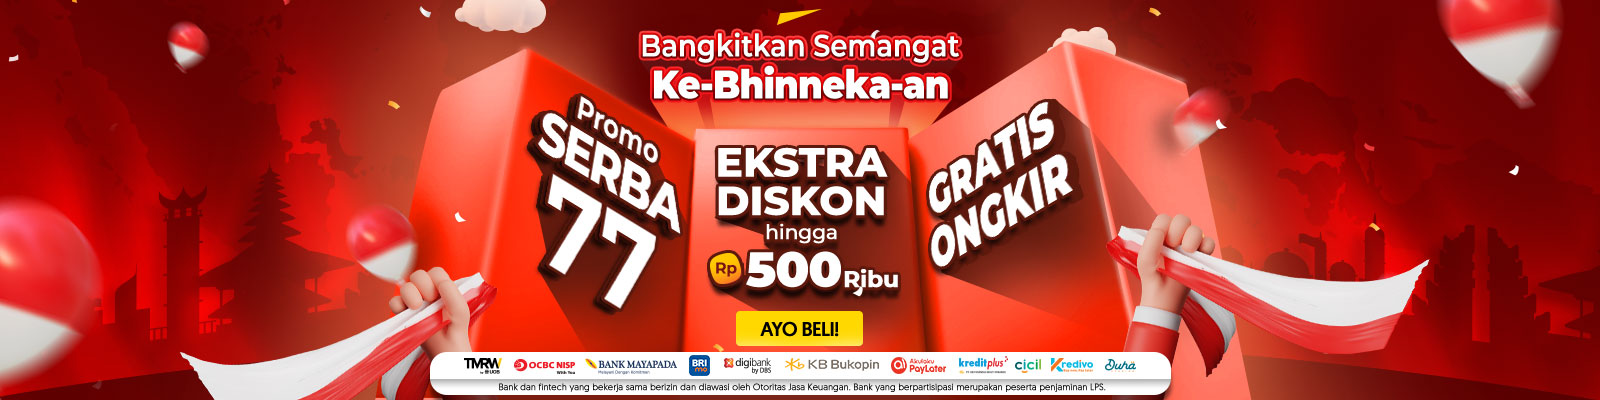 Bangkitkan Semangat
Ke-Bhinneka-an
Promo
SERBA
77
EKSTRA
DISKON
hingga
Rp 500 Ribu
GRATIS
ONGKIR
AYO BELI!
TMRW by UOB
OCBC NISP With You
BANK MAYAPADA
BRI mo
digibank by DBS
KB Bukopin
Akulaku PayLater
kreditplus
cicil
Kredivo
Duha
Bank dan fintech yang bekerja sama berizin dan diawasi oleh Otoritas Jasa Keuangan. Bank yang berpartisipasi merupakan peserta penjaminan LPS.